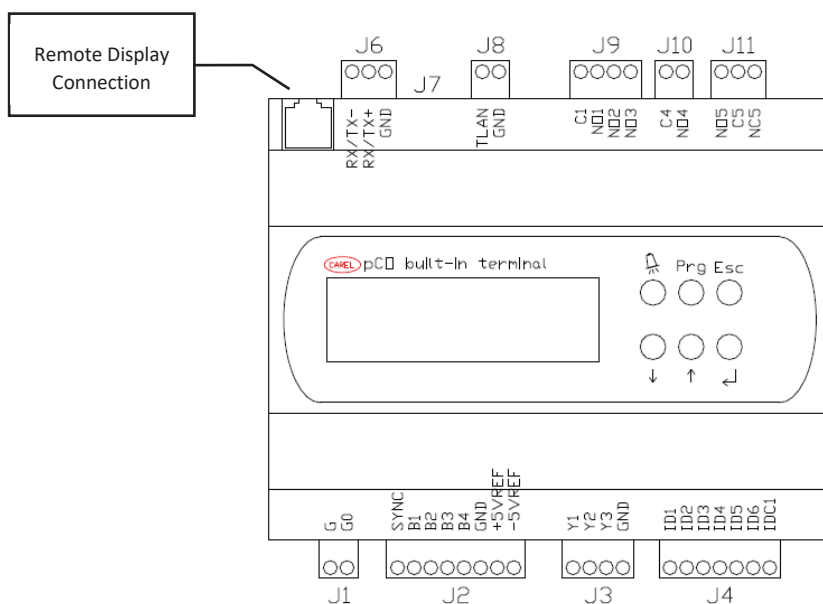 Remote Display
Connection
J6
J7
J8
J9
J10
J11
RX/TX-
RX/TX+
GND
TLAN
GND
C1
NO1
NO2
NO3
C4
NO4
NO5
C5
NC5
CAREL pCO built-in terminal
Prg
Esc
G
G0
SYNC
B1
B2
B3
B4
GND
+5VREF
-5VREF
Y1
Y2
Y3
GND
ID1
ID2
ID3
ID4
ID5
ID6
IDC1
J1
J2
J3
J4